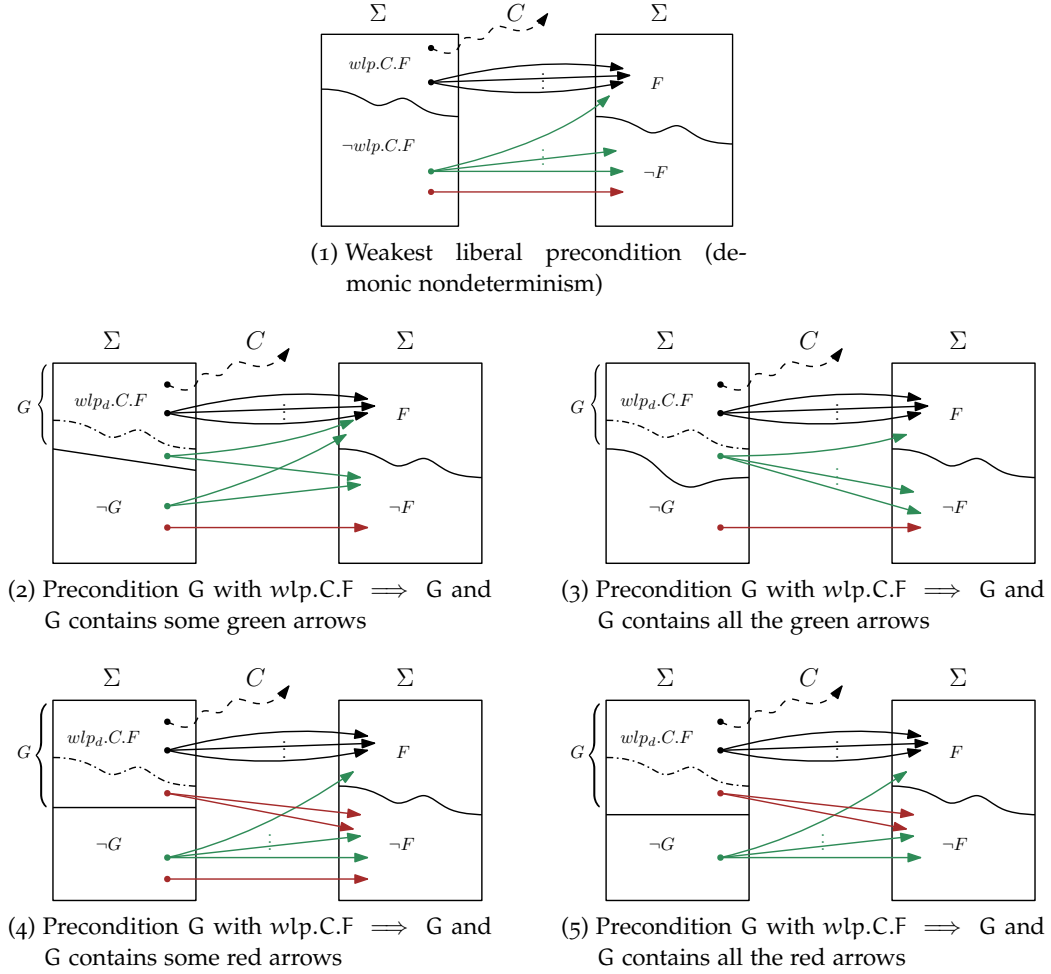 Σ C Σ
wlp.C.F
F
¬wlp.C.F
¬F
(1) Weakest liberal precondition (de-
monic nondeterminism)
Σ C Σ
G wlp_d.C.F F
¬G ¬F
(2) Precondition G with wlp.C.F ⟹ G and
G contains some green arrows
Σ C Σ
G wlp_d.C.F F
¬G ¬F
(3) Precondition G with wlp.C.F ⟹ G and
G contains all the green arrows
Σ C Σ
G wlp_d.C.F F
¬G ¬F
(4) Precondition G with wlp.C.F ⟹ G and
G contains some red arrows
Σ C Σ
G wlp_d.C.F F
¬G ¬F
(5) Precondition G with wlp.C.F ⟹ G and
G contains all the red arrows